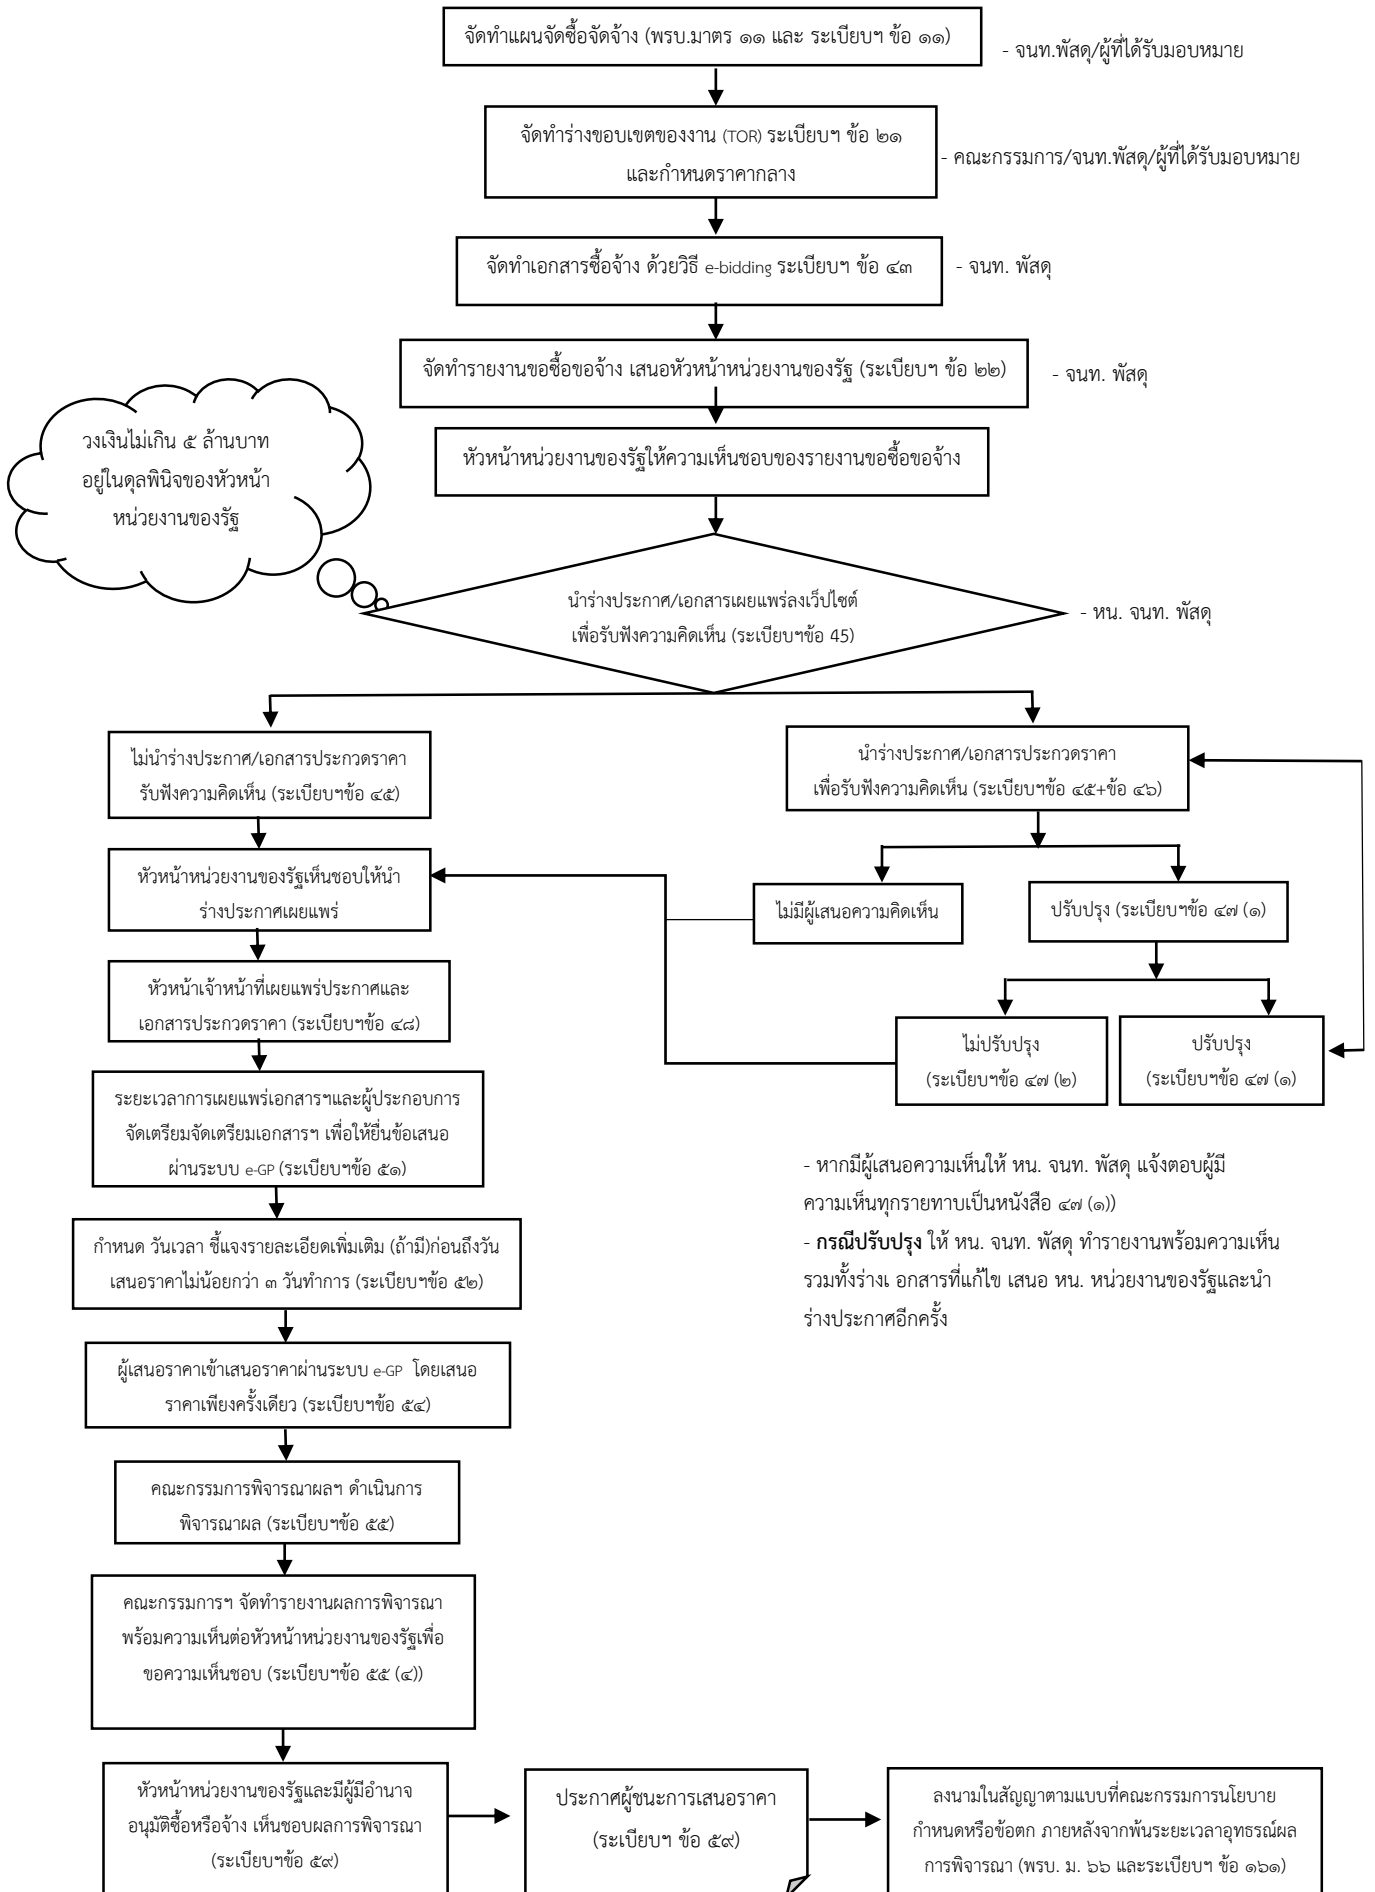 จัดทำแผนจัดซื้อจัดจ้าง (พรบ.มาตร ๑๑ และ ระเบียบฯ ข้อ ๑๑)
- จนท.พัสดุ/ผู้ที่ได้รับมอบหมาย
จัดทำร่างขอบเขตของงาน (TOR) ระเบียบฯ ข้อ ๒๑
และกำหนดราคากลาง
- คณะกรรมการ/จนท.พัสดุ/ผู้ที่ได้รับมอบหมาย
จัดทำเอกสารซื้อจ้าง ด้วยวิธี e-bidding ระเบียบฯ ข้อ ๔๓
- จนท. พัสดุ
จัดทำรายงานขอซื้อขอจ้าง เสนอหัวหน้าหน่วยงานของรัฐ (ระเบียบฯ ข้อ ๒๒)
- จนท. พัสดุ
วงเงินไม่เกิน ๕ ล้านบาท
อยู่ในดุลพินิจของหัวหน้า
หน่วยงานของรัฐ
หัวหน้าหน่วยงานของรัฐให้ความเห็นชอบของรายงานขอซื้อขอจ้าง
นำร่างประกาศ/เอกสารเผยแพร่ลงเว็ปไซต์
เพื่อรับฟังความคิดเห็น (ระเบียบฯข้อ 45)
- หน. จนท. พัสดุ
ไม่นำร่างประกาศ/เอกสารประกวดราคา
รับฟังความคิดเห็น (ระเบียบฯข้อ ๔๕)
นำร่างประกาศ/เอกสารประกวดราคา
เพื่อรับฟังความคิดเห็น (ระเบียบฯข้อ ๔๕+ข้อ ๔๖)
หัวหน้าหน่วยงานของรัฐเห็นชอบให้นำ
ร่างประกาศเผยแพร่
ไม่มีผู้เสนอความคิดเห็น
ปรับปรุง (ระเบียบฯข้อ ๔๗ (๑)
หัวหน้าเจ้าหน้าที่เผยแพร่ประกาศและ
เอกสารประกวดราคา (ระเบียบฯข้อ ๔๘)
ไม่ปรับปรุง
(ระเบียบฯข้อ ๔๗ (๒)
ปรับปรุง
(ระเบียบฯข้อ ๔๗ (๑)
ระยะเวลาการเผยแพร่เอกสารฯและผู้ประกอบการ
จัดเตรียมจัดเตรียมเอกสารฯ เพื่อให้ยื่นข้อเสนอ
ผ่านระบบ e-GP (ระเบียบฯข้อ ๕๑)
- หากมีผู้เสนอความเห็นให้ หน. จนท. พัสดุ แจ้งตอบผู้มี
ความเห็นทุกรายทาบเป็นหนังสือ ๔๗ (๑))
- กรณีปรับปรุง ให้ หน. จนท. พัสดุ ทำรายงานพร้อมความเห็น
รวมทั้งร่างเ อกสารที่แก้ไข เสนอ หน. หน่วยงานของรัฐและนำ
ร่างประกาศอีกครั้ง
กำหนด วันเวลา ชี้แจงรายละเอียดเพิ่มเติม (ถ้ามี)ก่อนถึงวัน
เสนอราคาไม่น้อยกว่า ๓ วันทำการ (ระเบียบฯข้อ ๕๒)
ผู้เสนอราคาเข้าเสนอราคาผ่านระบบ e-GP โดยเสนอ
ราคาเพียงครั้งเดียว (ระเบียบฯข้อ ๕๔)
คณะกรรมการพิจารณาผลฯ ดำเนินการ
พิจารณาผล (ระเบียบฯข้อ ๕๕)
คณะกรรมการฯ จัดทำรายงานผลการพิจารณา
พร้อมความเห็นต่อหัวหน้าหน่วยงานของรัฐเพื่อ
ขอความเห็นชอบ (ระเบียบฯข้อ ๕๕ (๔))
หัวหน้าหน่วยงานของรัฐและมีผู้มีอำนาจ
อนุมัติซื้อหรือจ้าง เห็นชอบผลการพิจารณา
(ระเบียบฯข้อ ๕๙)
ประกาศผู้ชนะการเสนอราคา
(ระเบียบฯ ข้อ ๕๙)
ลงนามในสัญญาตามแบบที่คณะกรรมการนโยบาย
กำหนดหรือข้อตก ภายหลังจากพ้นระยะเวลาอุทธรณ์ผล
การพิจารณา (พรบ. ม. ๖๖ และระเบียบฯ ข้อ ๑๖๑)